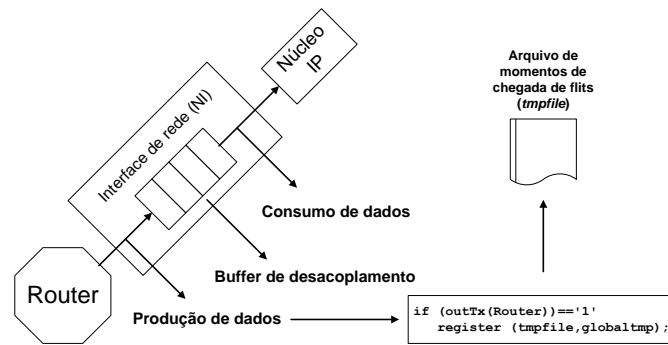 Núcleo
IP
Interface de rede (NI)
Router
Consumo de dados
Buffer de desacoplamento
Produção de dados
Arquivo de
momentos de
chegada de flits
(tmpfile)
if (outTx(Router))=='1'
register (tmpfile,globaltmp);